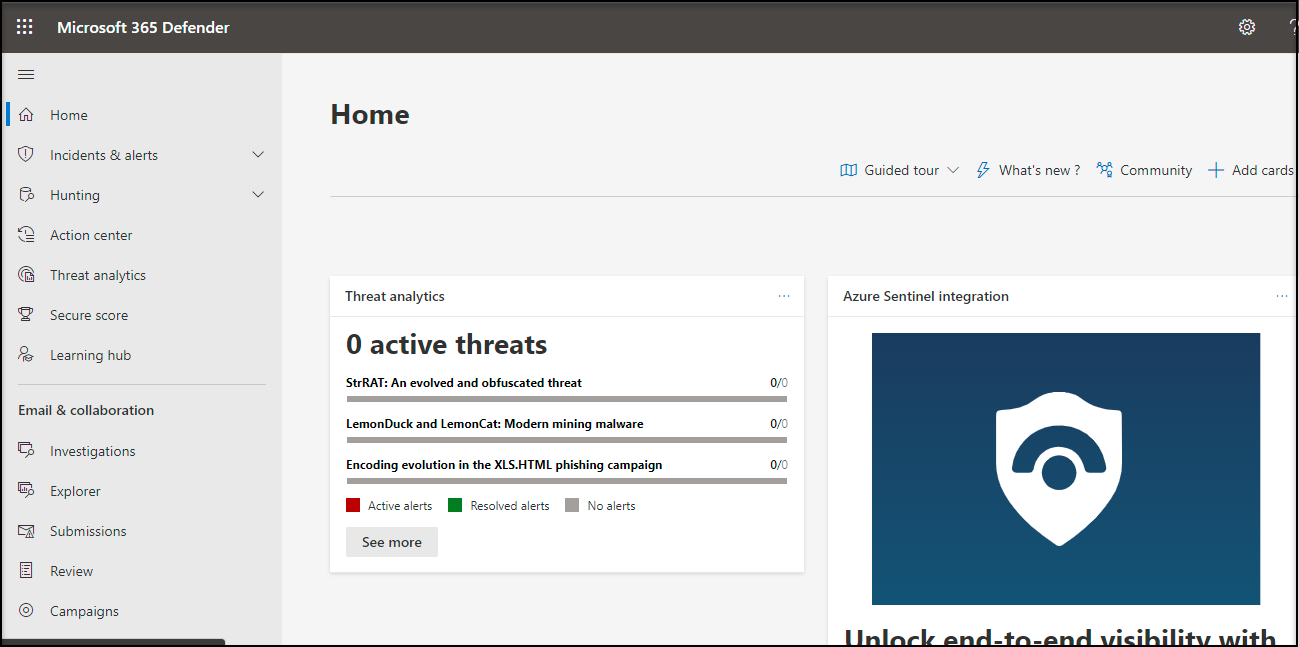 Microsoft 365 Defender
?
Home
Incidents & alerts
Hunting
Action center
Threat analytics
Secure score
Learning hub
Email & collaboration
Investigations
Explorer
Submissions
Review
Campaigns
Home
Guided tour
What's new ?
Community
Add cards
Threat analytics
...
0 active threats
StrRAT: An evolved and obfuscated threat 0/0
LemonDuck and LemonCat: Modern mining malware 0/0
Encoding evolution in the XLS.HTML phishing campaign 0/0
Active alerts Resolved alerts No alerts
See more
Azure Sentinel integration
...
Unlock end-to-end visibility with